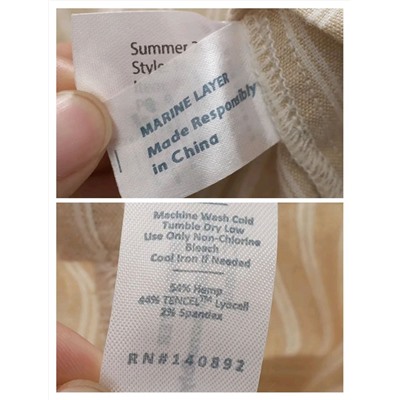 Summer
Style
MARINE LAYER
Made Responsibly
in China
Machine Wash Cold
Tumble Dry Low
Use Only Non-Chlorine
Bleach
Cool Iron if Needed
54% Hemp
44% TENCEL™ Lyocell
2% Spandex
RN#140892